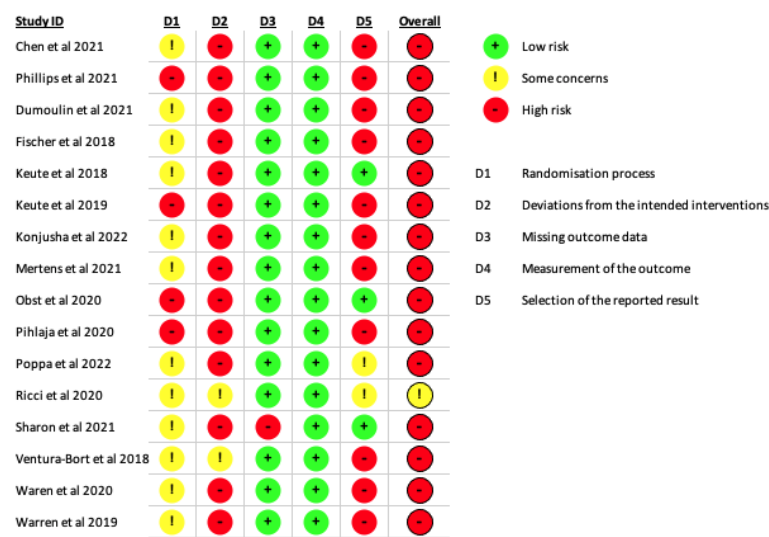 Study ID D1 D2 D3 D4 D5 Overall
Chen et al 2021 ! - + + - -
Phillips et al 2021 - - + + - -
Dumoulin et al 2021 ! - + + - -
Fischer et al 2018 ! - + + - -
Keute et al 2018 ! - + + + -
Keute et al 2019 - - + + - -
Konjusha et al 2022 ! - + + - -
Mertens et al 2021 ! - + + - -
Obst et al 2020 - - + + + -
Pihlaja et al 2020 - - + + - -
Poppa et al 2022 ! - + + ! -
Ricci et al 2020 ! ! + + ! !
Sharon et al 2021 ! - - + + -
Ventura-Bort et al 2018 ! ! + + - -
Waren et al 2020 ! - + + - -
Warren et al 2019 ! - + + - -
+ Low risk
! Some concerns
- High risk
D1 Randomisation process
D2 Deviations from the intended interventions
D3 Missing outcome data
D4 Measurement of the outcome
D5 Selection of the reported result